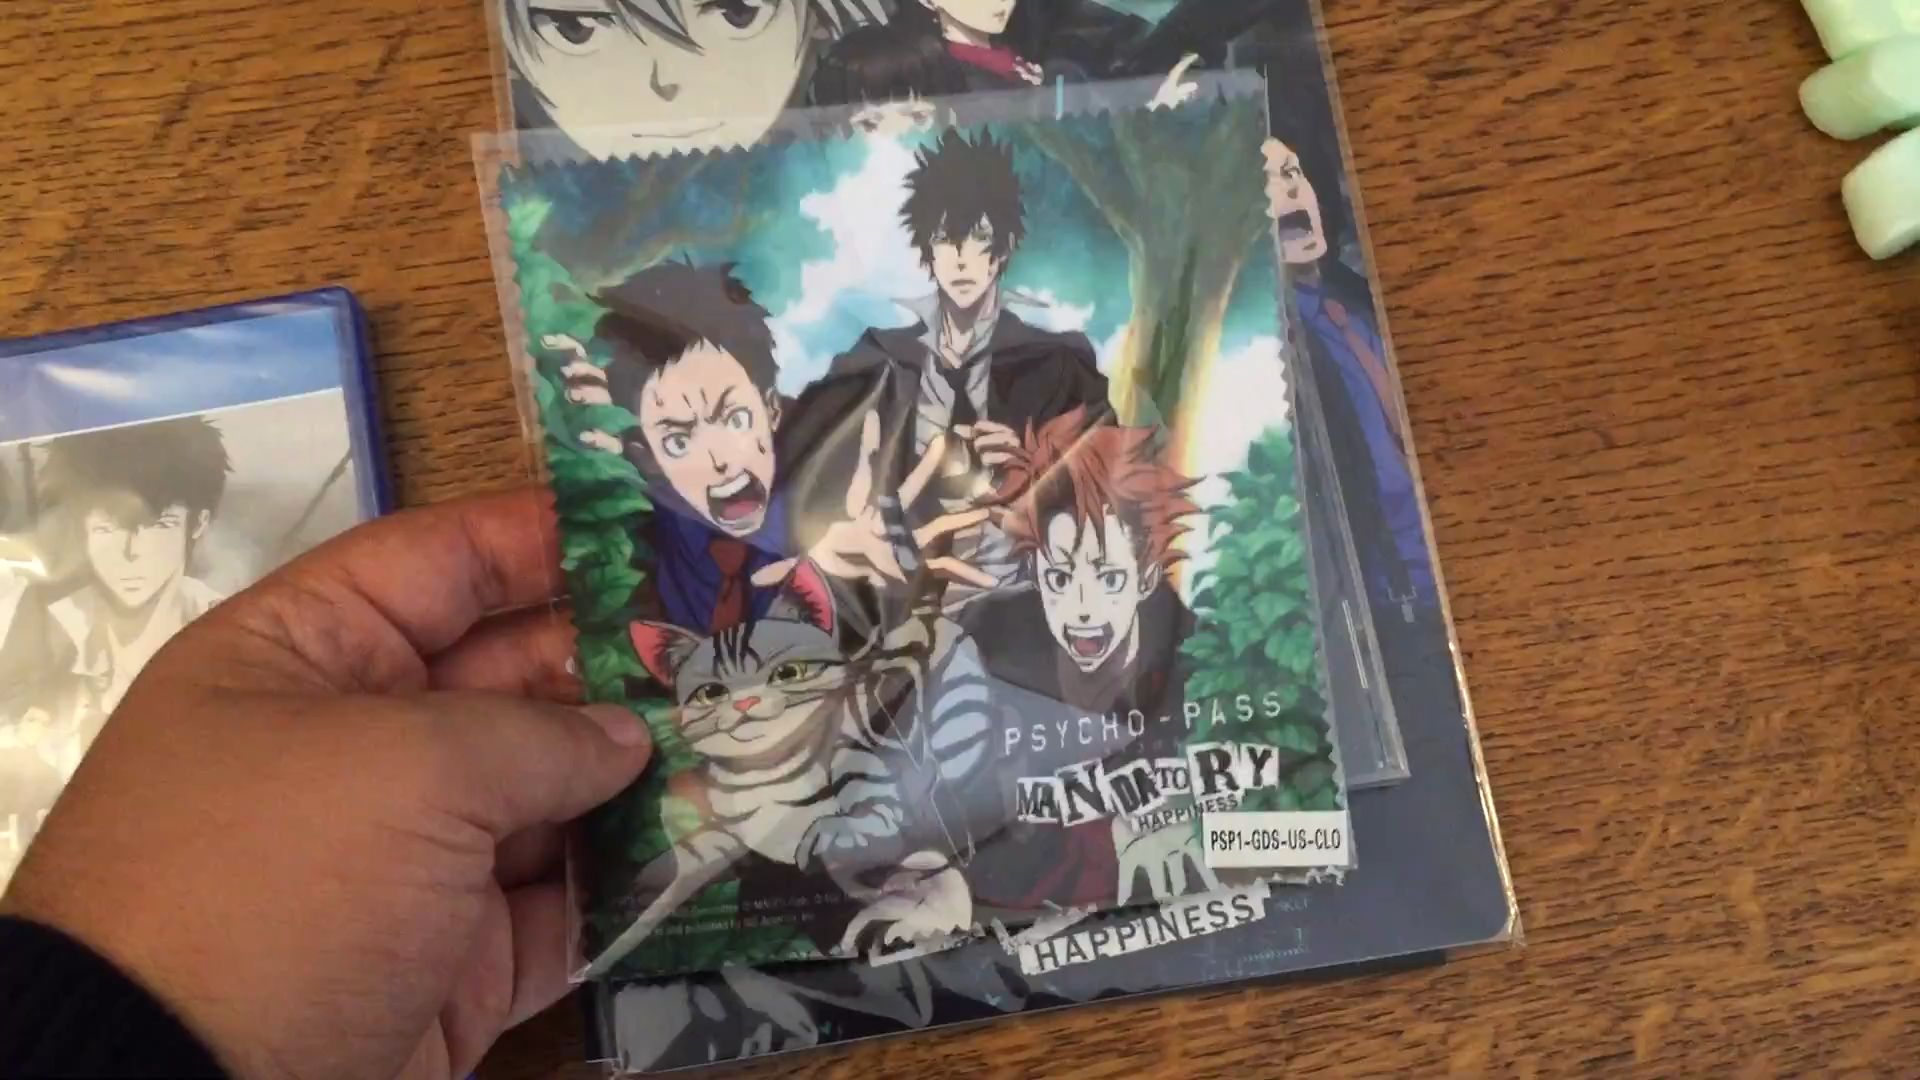 PSYCHO-PASS
MANDATORY
HAPPINESS
PSP1-GDS-US-CLO
HAPPINESS